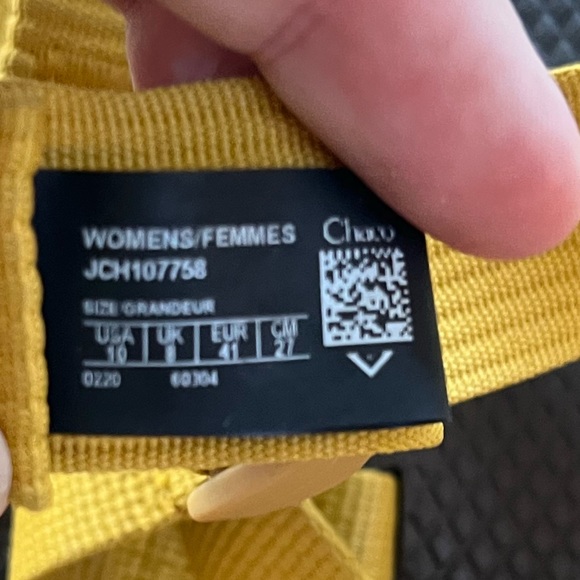 Chaco
WOMENS/FEMMES
JCH107758
SIZE GRANDEUR
USA UK EUR CM
10 8 41 27
0220 60304